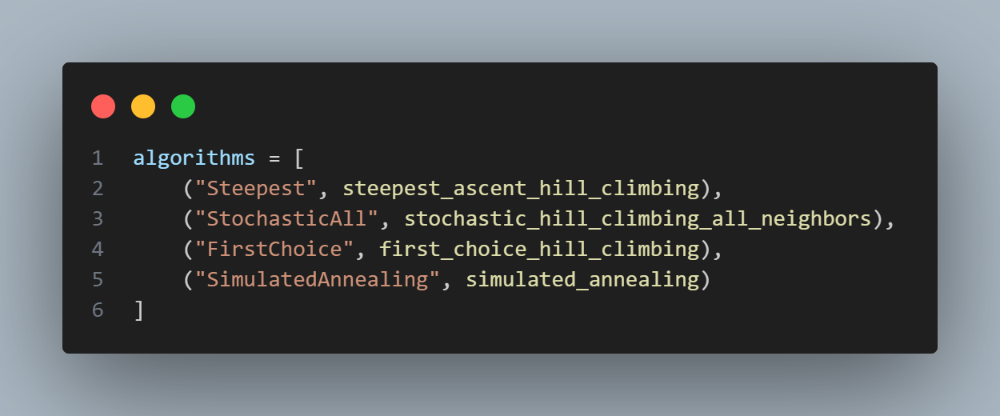 1 algorithms = [
2     ("Steepest", steepest_ascent_hill_climbing),
3     ("StochasticAll", stochastic_hill_climbing_all_neighbors),
4     ("FirstChoice", first_choice_hill_climbing),
5     ("SimulatedAnnealing", simulated_annealing)
6 ]